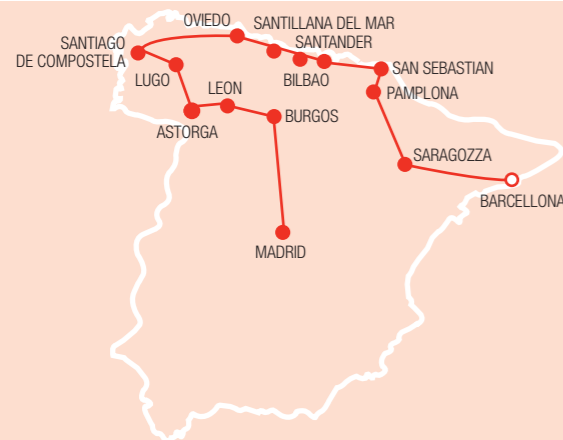 OVIEDO
SANTILLANA DEL MAR
SANTIAGO
DE COMPOSTELA
SANTANDER
LUGO
BILBAO
SAN SEBASTIAN
LEON
PAMPLONA
ASTORGA
BURGOS
SARAGOZZA
BARCELLONA
MADRID